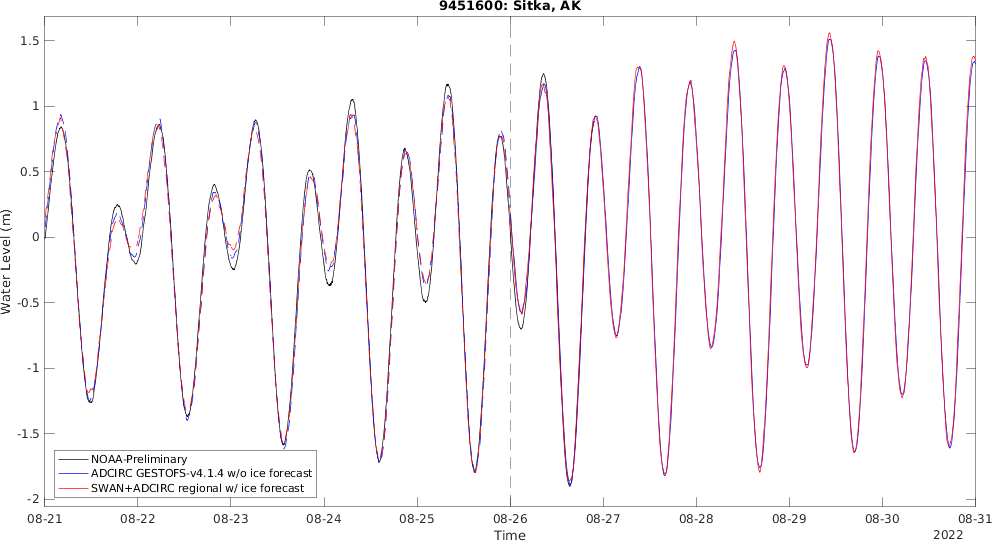 9451600: Sitka, AK
Water Level (m)
1.5
1
0.5
0
-0.5
-1
-1.5
-2
NOAA-Preliminary
ADCIRC GESTOFS-v4.1.4 w/o ice forecast
SWAN+ADCIRC regional w/ ice forecast
08-21 08-22 08-23 08-24 08-25 08-26 08-27 08-28 08-29 08-30 08-31
Time
2022